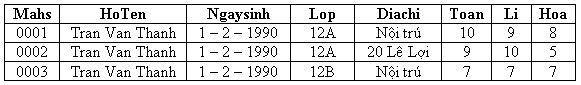 Mahs HoTen Ngaysinh Lop Diachi Toan Li Hoa
0001 Tran Van Thanh 1 – 2 – 1990 12A Nội trú 10 9 8
0002 Tran Van Thanh 1 – 2 – 1990 12A 20 Lê Lợi 9 10 5
0003 Tran Van Thanh 1 – 2 – 1990 12B Nội trú 7 7 7